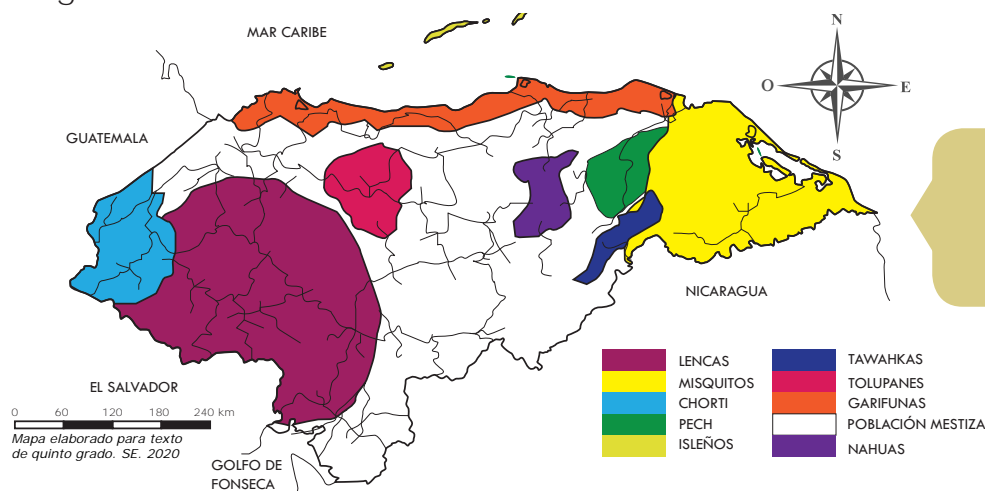 MAR CARIBE
N
O
E
S
GUATEMALA
NICARAGUA
EL SALVADOR
0 60 120 180 240 km
Mapa elaborado para texto
de quinto grado. SE. 2020
GOLFO DE
FONSECA
LENCAS
MISQUITOS
CHORTI
PECH
ISLEÑOS
TAWAHKAS
TOLUPANES
GARIFUNAS
POBLACIÓN MESTIZA
NAHUAS